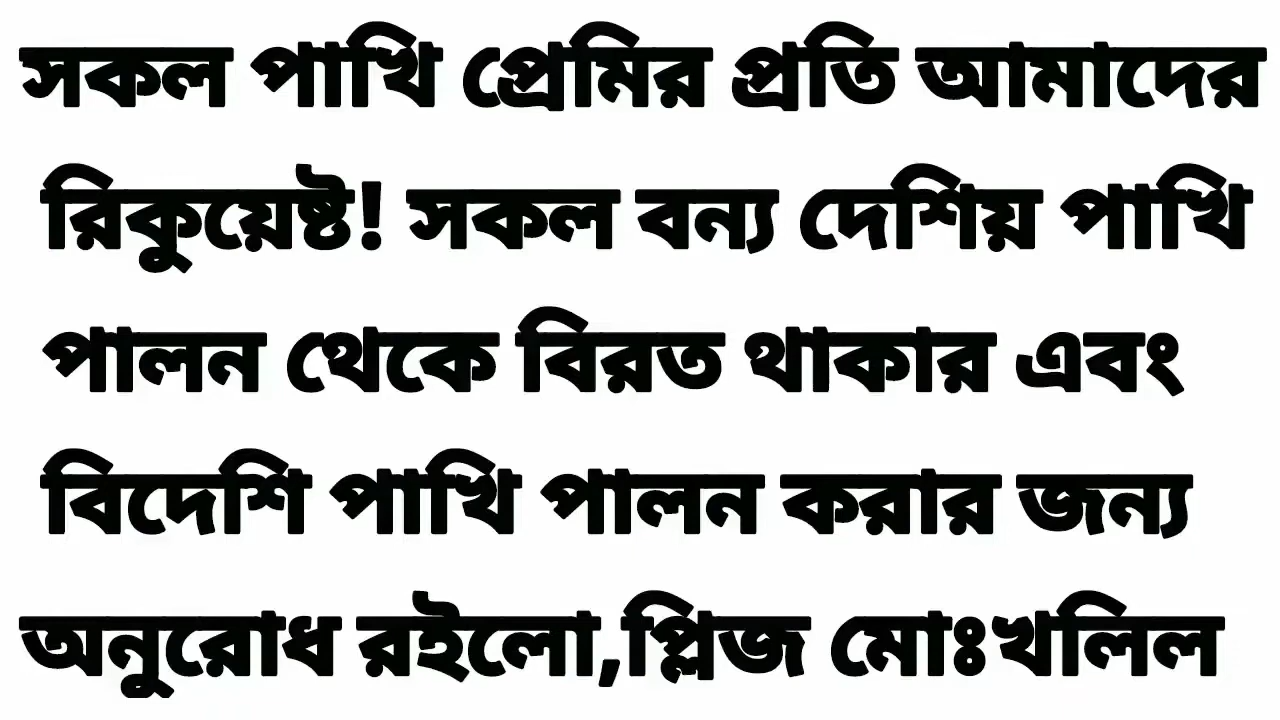 সকল পাখি প্রেমির প্রতি আমাদের
রিকুয়েষ্ট! সকল বন্য দেশিয় পাখি
পালন থেকে বিরত থাকার এবং
বিদেশি পাখি পালন করার জন্য
অনুরোধ রইলো,প্লিজ মোঃখলিল